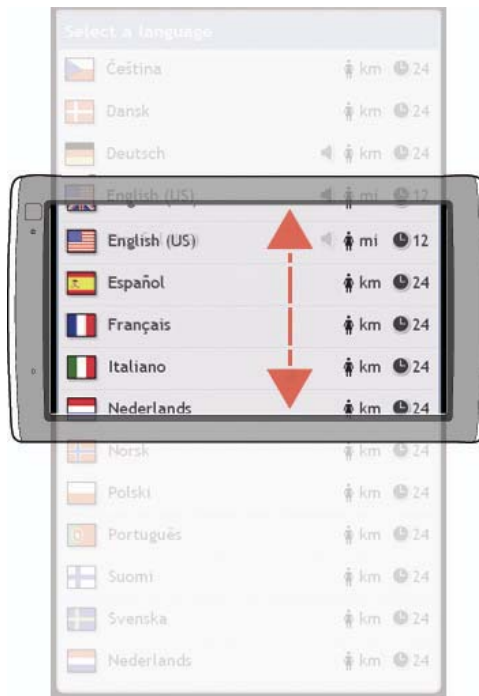 Select a language
Čeština km 24
Dansk km 24
Deutsch km 24
English (US) mi 12
English (US) mi 12
Español km 24
Français km 24
Italiano km 24
Nederlands km 24
Norsk km 24
Polski km 24
Português km 24
Suomi km 24
Svenska km 24
Nederlands km 24